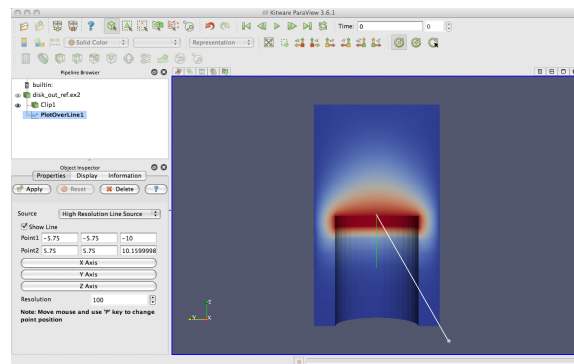 Kitware ParaView 3.6.1
Time: 0 0
Solid Color
Representation
Pipeline Browser
builtin:
disk_out_ref.ex2
Clip1
PlotOverLine1
Object Inspector
Properties Display Information
Apply Reset Delete ?
Source High Resolution Line Source
Show Line
Point1 -5.75 -5.75 -10
Point2 5.75 5.75 10.1599998
X Axis
Y Axis
Z Axis
Resolution 100
Note: Move mouse and use 'P' key to change
point position
Z
Y X